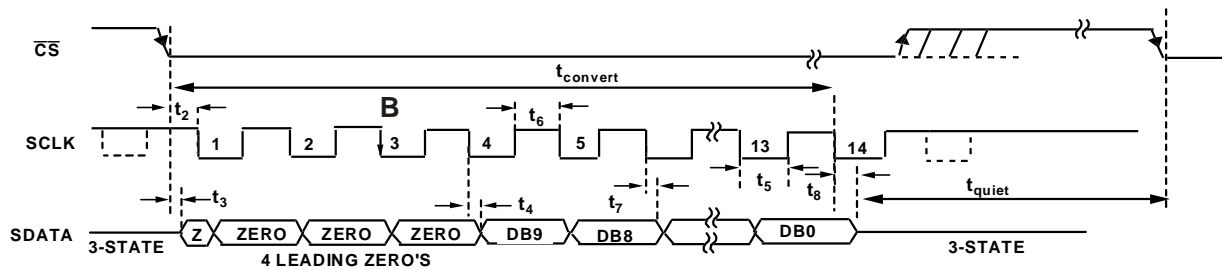 CS
tconvert
t2
B
t6
SCLK
1 2 3 4 5 13 14
t5
t8
t3
t4
t7
tquiet
SDATA
Z ZERO ZERO ZERO DB9 DB8 DB0
3-STATE
3-STATE
4 LEADING ZERO'S